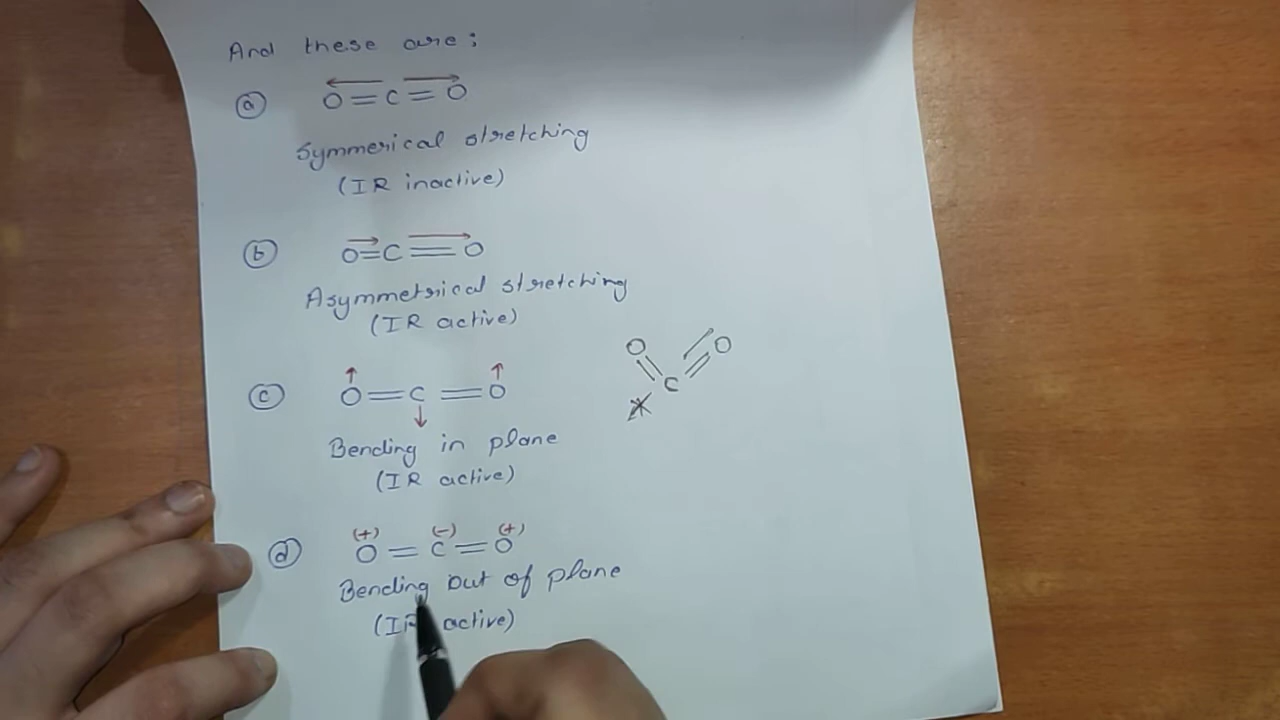 And these are:
(a) O = C = O
Symmerical stretching
(IR inactive)
(b) O = C = O
Asymmetrical stretching
(IR active)
(c) O = C = O
Bending in plane
(IR active)
O O
C
(d) (+) (-) (+)
O = C = O
Bending out of plane
(IR active)